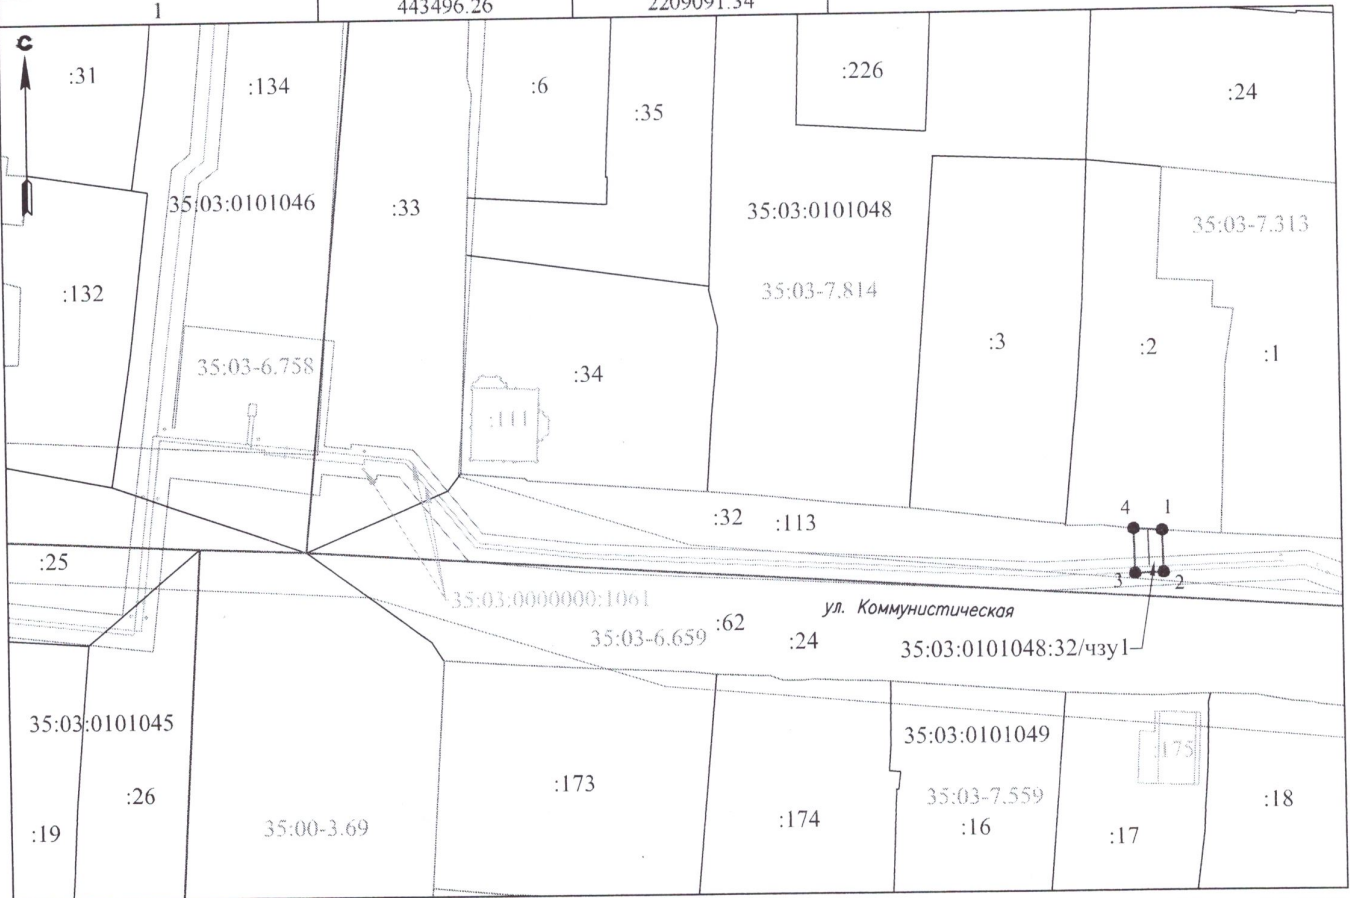 1 443496.26 2209091.34
С
:31 :134 :6 :35 :226 :24
35:03:0101046 :33 35:03:0101048 35:03-7.313
:132 35:03-7.814
35:03-6.758 :34 :3 :2 :1
:111
:32 :113 4 1
:25 3 2
35:03:0000000:1061 ул. Коммунистическая
35:03-6.659 :62 :24 35:03:0101048:32/чзу1
35:03:0101045 35:03:0101049 :175
:26 :173 35:03-7.559 :18
:19 35:00-3.69 :174 :16 :17